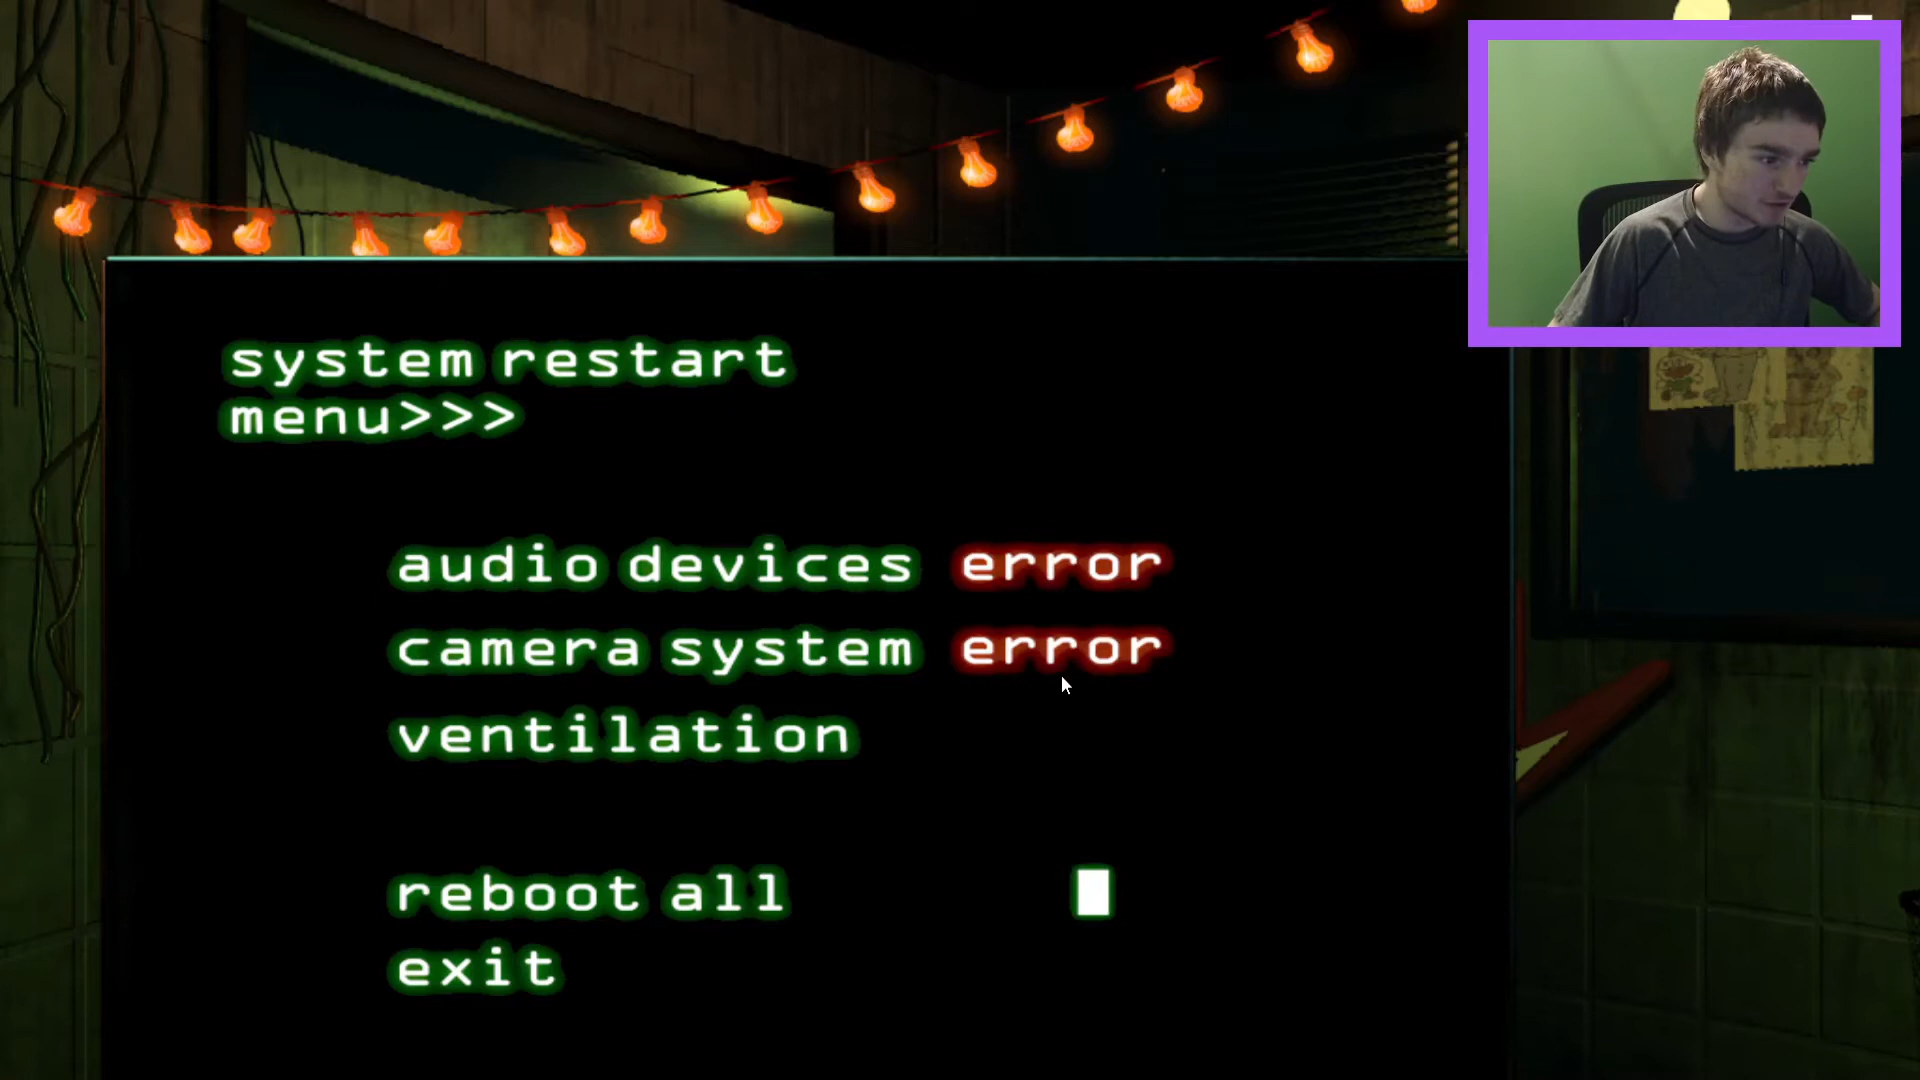 system restart
menu>>>
audio devices error
camera system error
ventilation
reboot all
exit